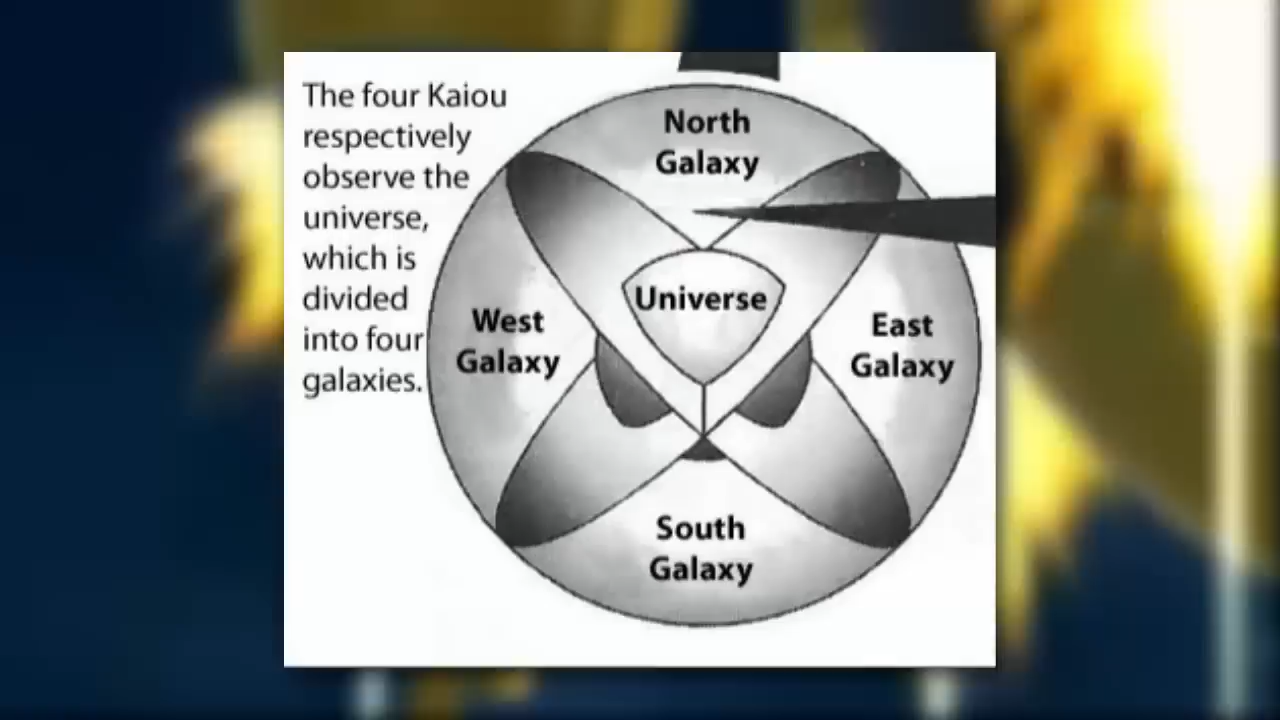 The four Kaiou
respectively
observe the
universe,
which is
divided
into four
galaxies.
North
Galaxy
Universe
West
Galaxy
East
Galaxy
South
Galaxy